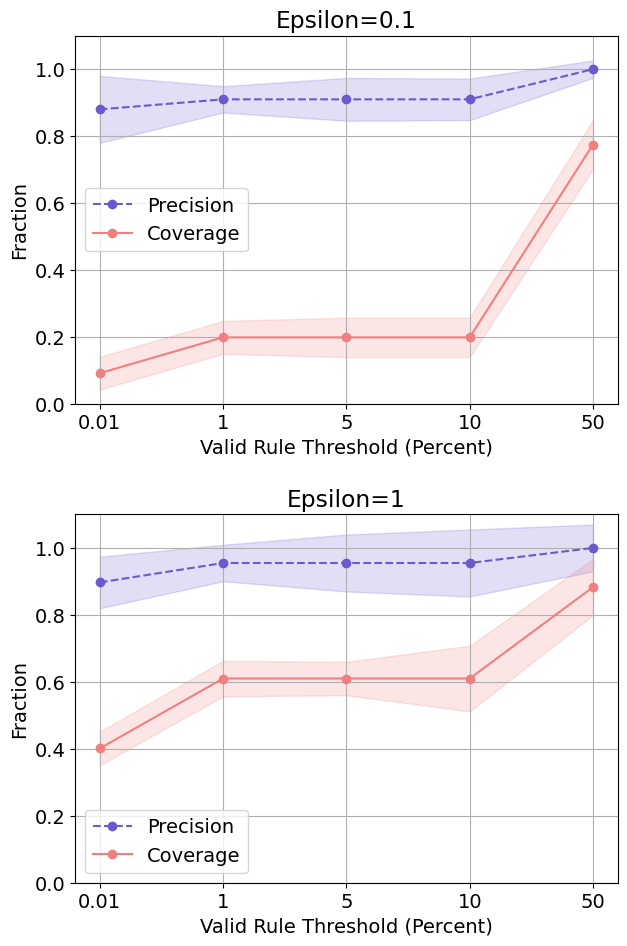 Epsilon=0.1
1.0
0.8
0.6
0.4
0.2
0.0
Fraction
Precision
Coverage
0.01 1 5 10 50
Valid Rule Threshold (Percent)
Epsilon=1
1.0
0.8
0.6
0.4
0.2
0.0
Fraction
Precision
Coverage
0.01 1 5 10 50
Valid Rule Threshold (Percent)